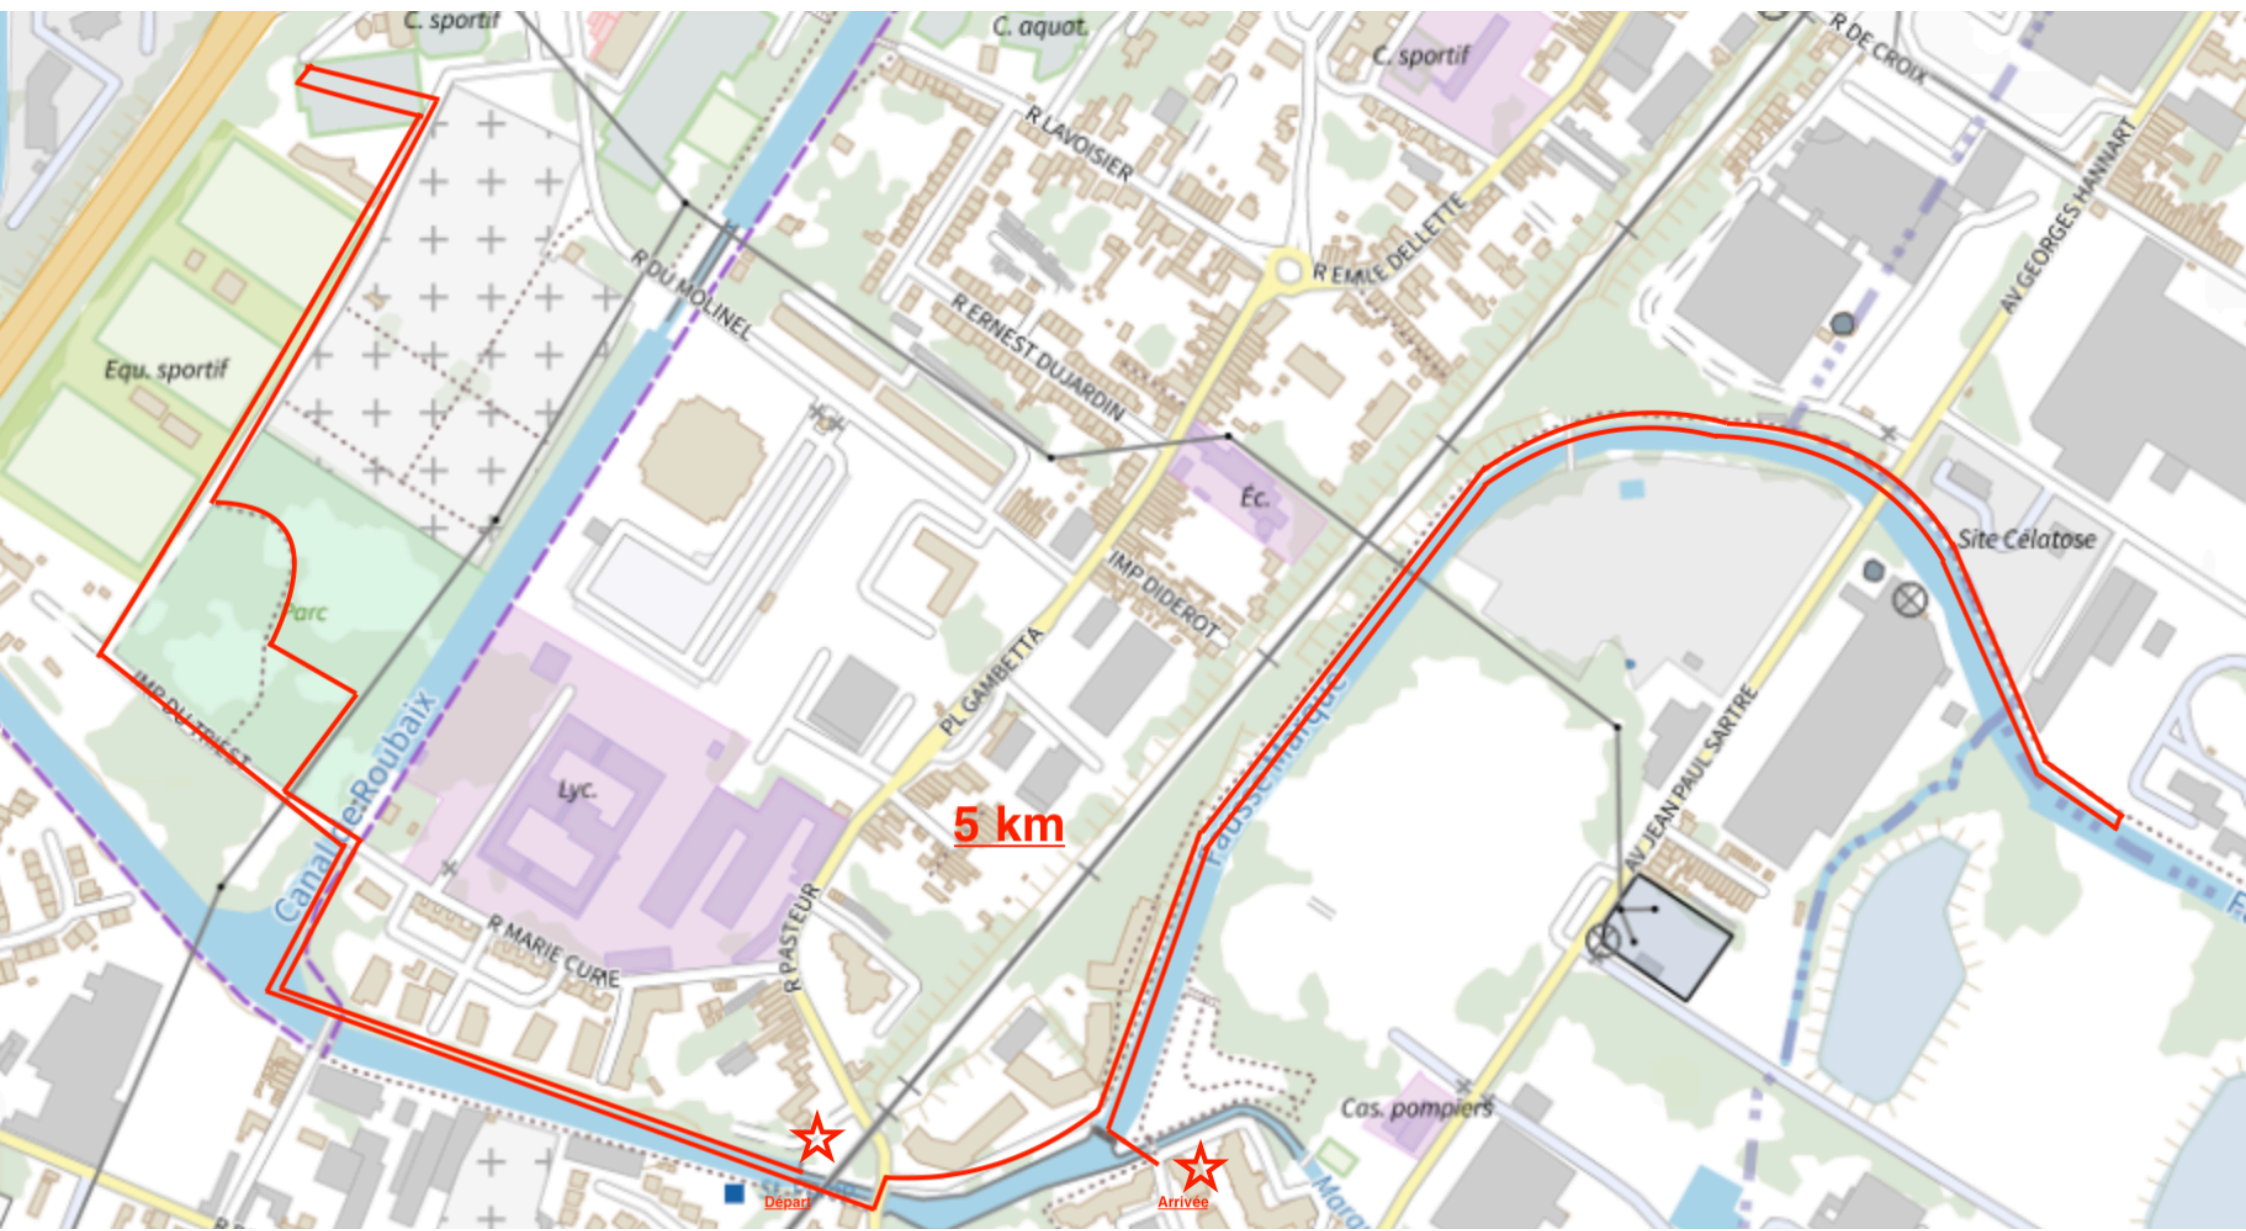 C. sportif
C. aquat.
C. sportif
R DE CROIX
R LAVOISIER
AV GEORGES HANNART
R EMILE DELLETTE
R DU MOLINEL
R ERNEST DUJARDIN
Equ. sportif
Éc.
Site Célatose
IMP DIDEROT
Parc
PL GAMBETTA
IMP DU TRIEST
Canal de Roubaix
Fausse Marque
AV JEAN PAUL SARTRE
Lyc.
5 km
R PASTEUR
R MARIE CURIE
Cas. pompiers
Départ
Arrivée